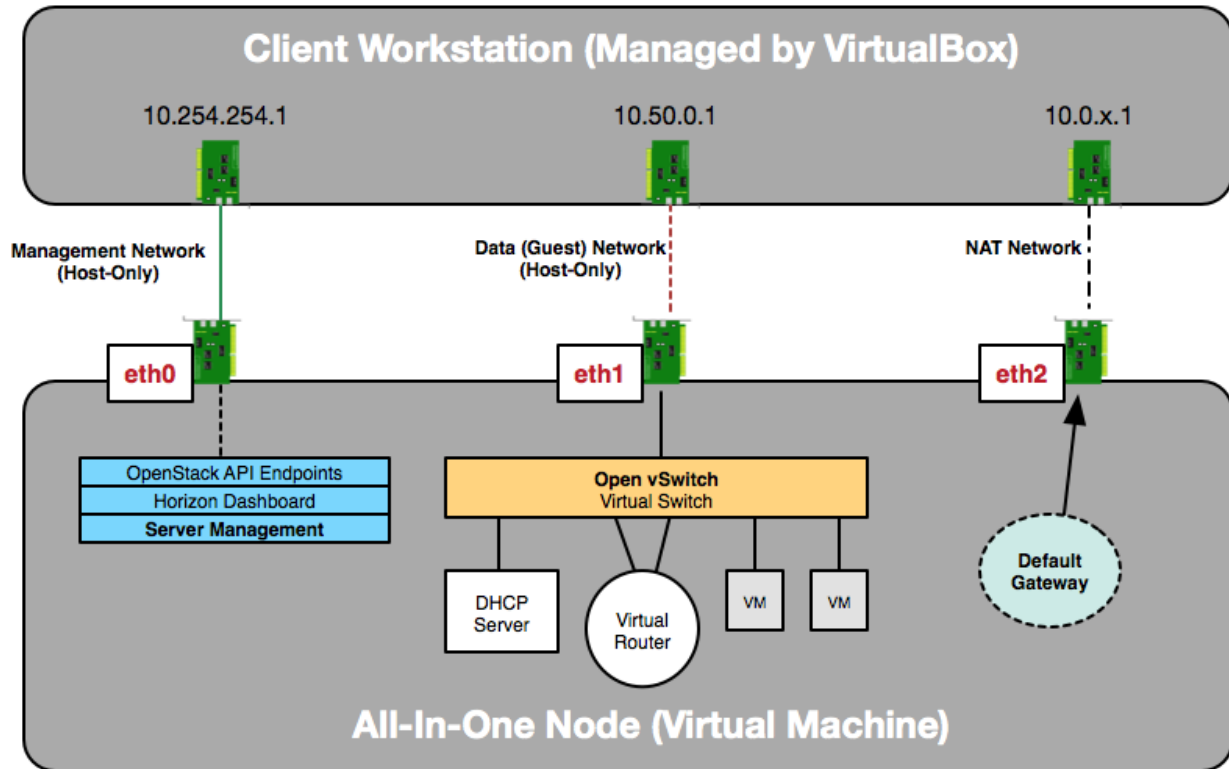 Client Workstation (Managed by VirtualBox)
10.254.254.1
10.50.0.1
10.0.x.1
Management Network
(Host-Only)
Data (Guest) Network
(Host-Only)
NAT Network
eth0
eth1
eth2
OpenStack API Endpoints
Horizon Dashboard
Server Management
Open vSwitch
Virtual Switch
DHCP
Server
Virtual
Router
VM
VM
Default
Gateway
All-In-One Node (Virtual Machine)